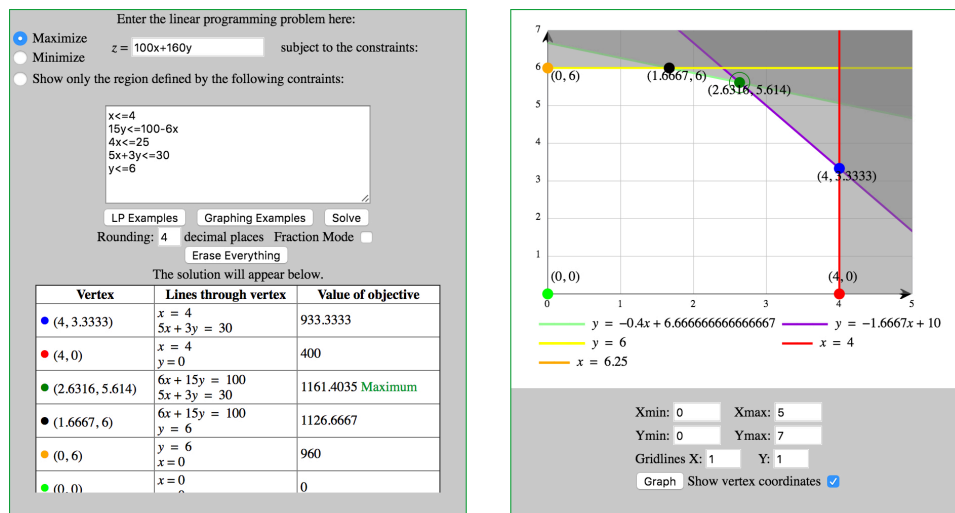 Enter the linear programming problem here:
Maximize
Minimize
z = 100x+160y
subject to the constraints:
Show only the region defined by the following contraints:
x<=4
15y<=100-6x
4x<=25
5x+3y<=30
y<=6
LP Examples Graphing Examples Solve
Rounding: 4 decimal places Fraction Mode
Erase Everything
The solution will appear below.
Vertex Lines through vertex Value of objective
(4, 3.3333) x = 4 933.3333
5x + 3y = 30
(4, 0) x = 4 400
y = 0
(2.6316, 5.614) 6x + 15y = 100 1161.4035 Maximum
5x + 3y = 30
(1.6667, 6) 6x + 15y = 100 1126.6667
y = 6
(0, 6) y = 6 960
x = 0
(0, 0) x = 0 0
7
6
5
4
3
2
1
0 1 2 3 4 5
(0, 6)
(1.6667, 6)
(2.6316, 5.614)
(4, 3.3333)
(0, 0)
(4, 0)
y = −0.4x + 6.666666666666667 y = −1.6667x + 10
y = 6 x = 4
x = 6.25
Xmin: 0 Xmax: 5
Ymin: 0 Ymax: 7
Gridlines X: 1 Y: 1
Graph Show vertex coordinates